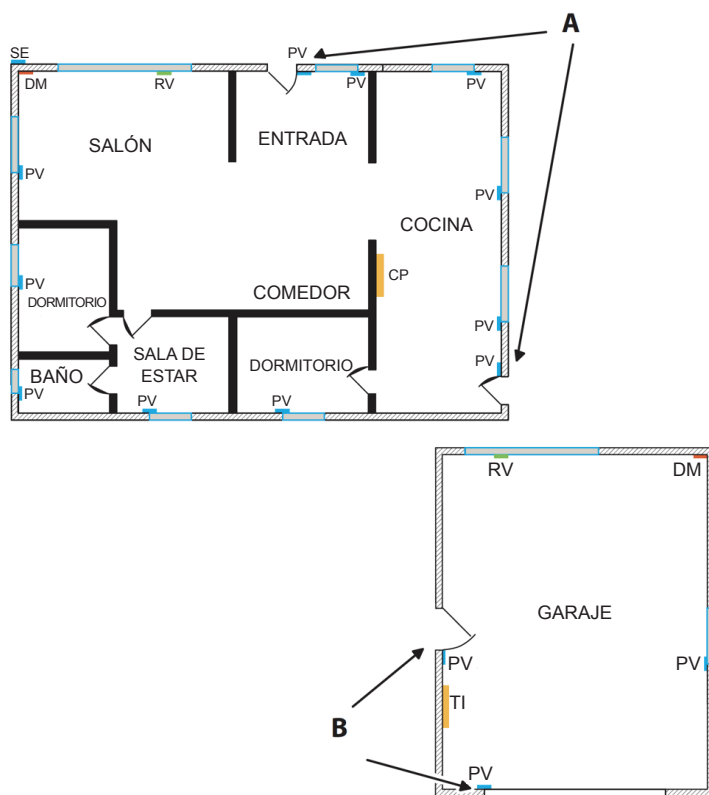 A
SE
PV
DM
RV
PV
PV
SALÓN
ENTRADA
PV
PV
COCINA
PV
CP
DORMITORIO
COMEDOR
PV
SALA DE
ESTAR
DORMITORIO
PV
BAÑO
PV
PV
PV
RV
DM
GARAJE
PV
PV
TI
B
PV